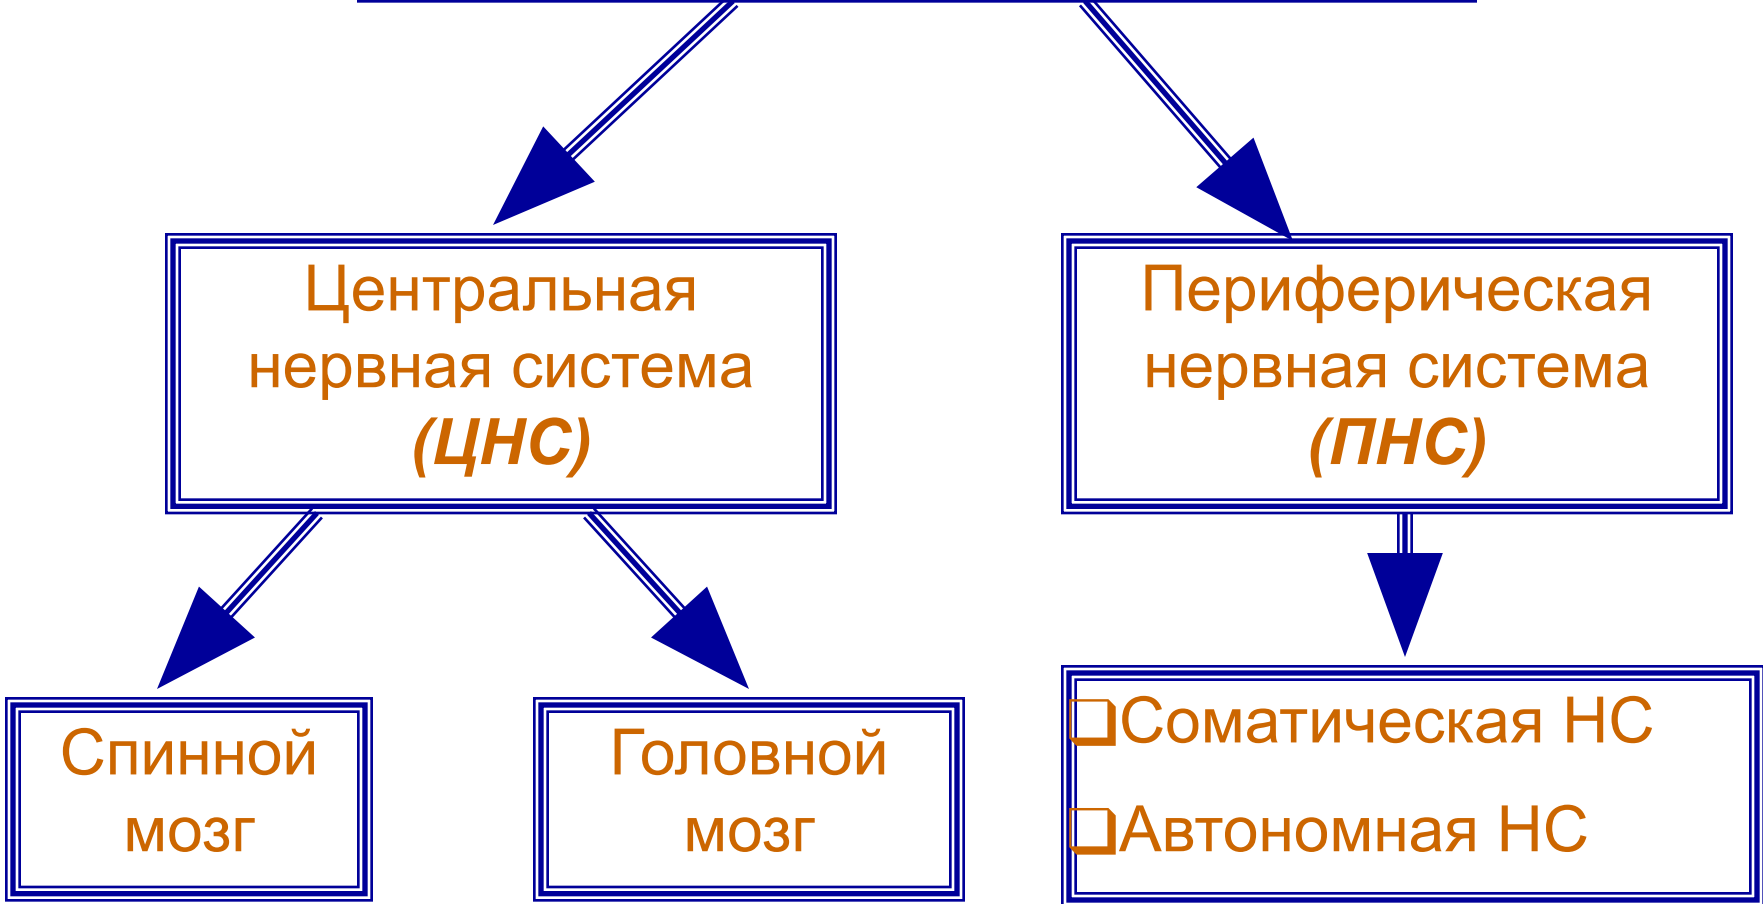 Центральная
нервная система
(ЦНС)
Периферическая
нервная система
(ПНС)
Спинной
мозг
Головной
мозг
Соматическая НС
Автономная НС